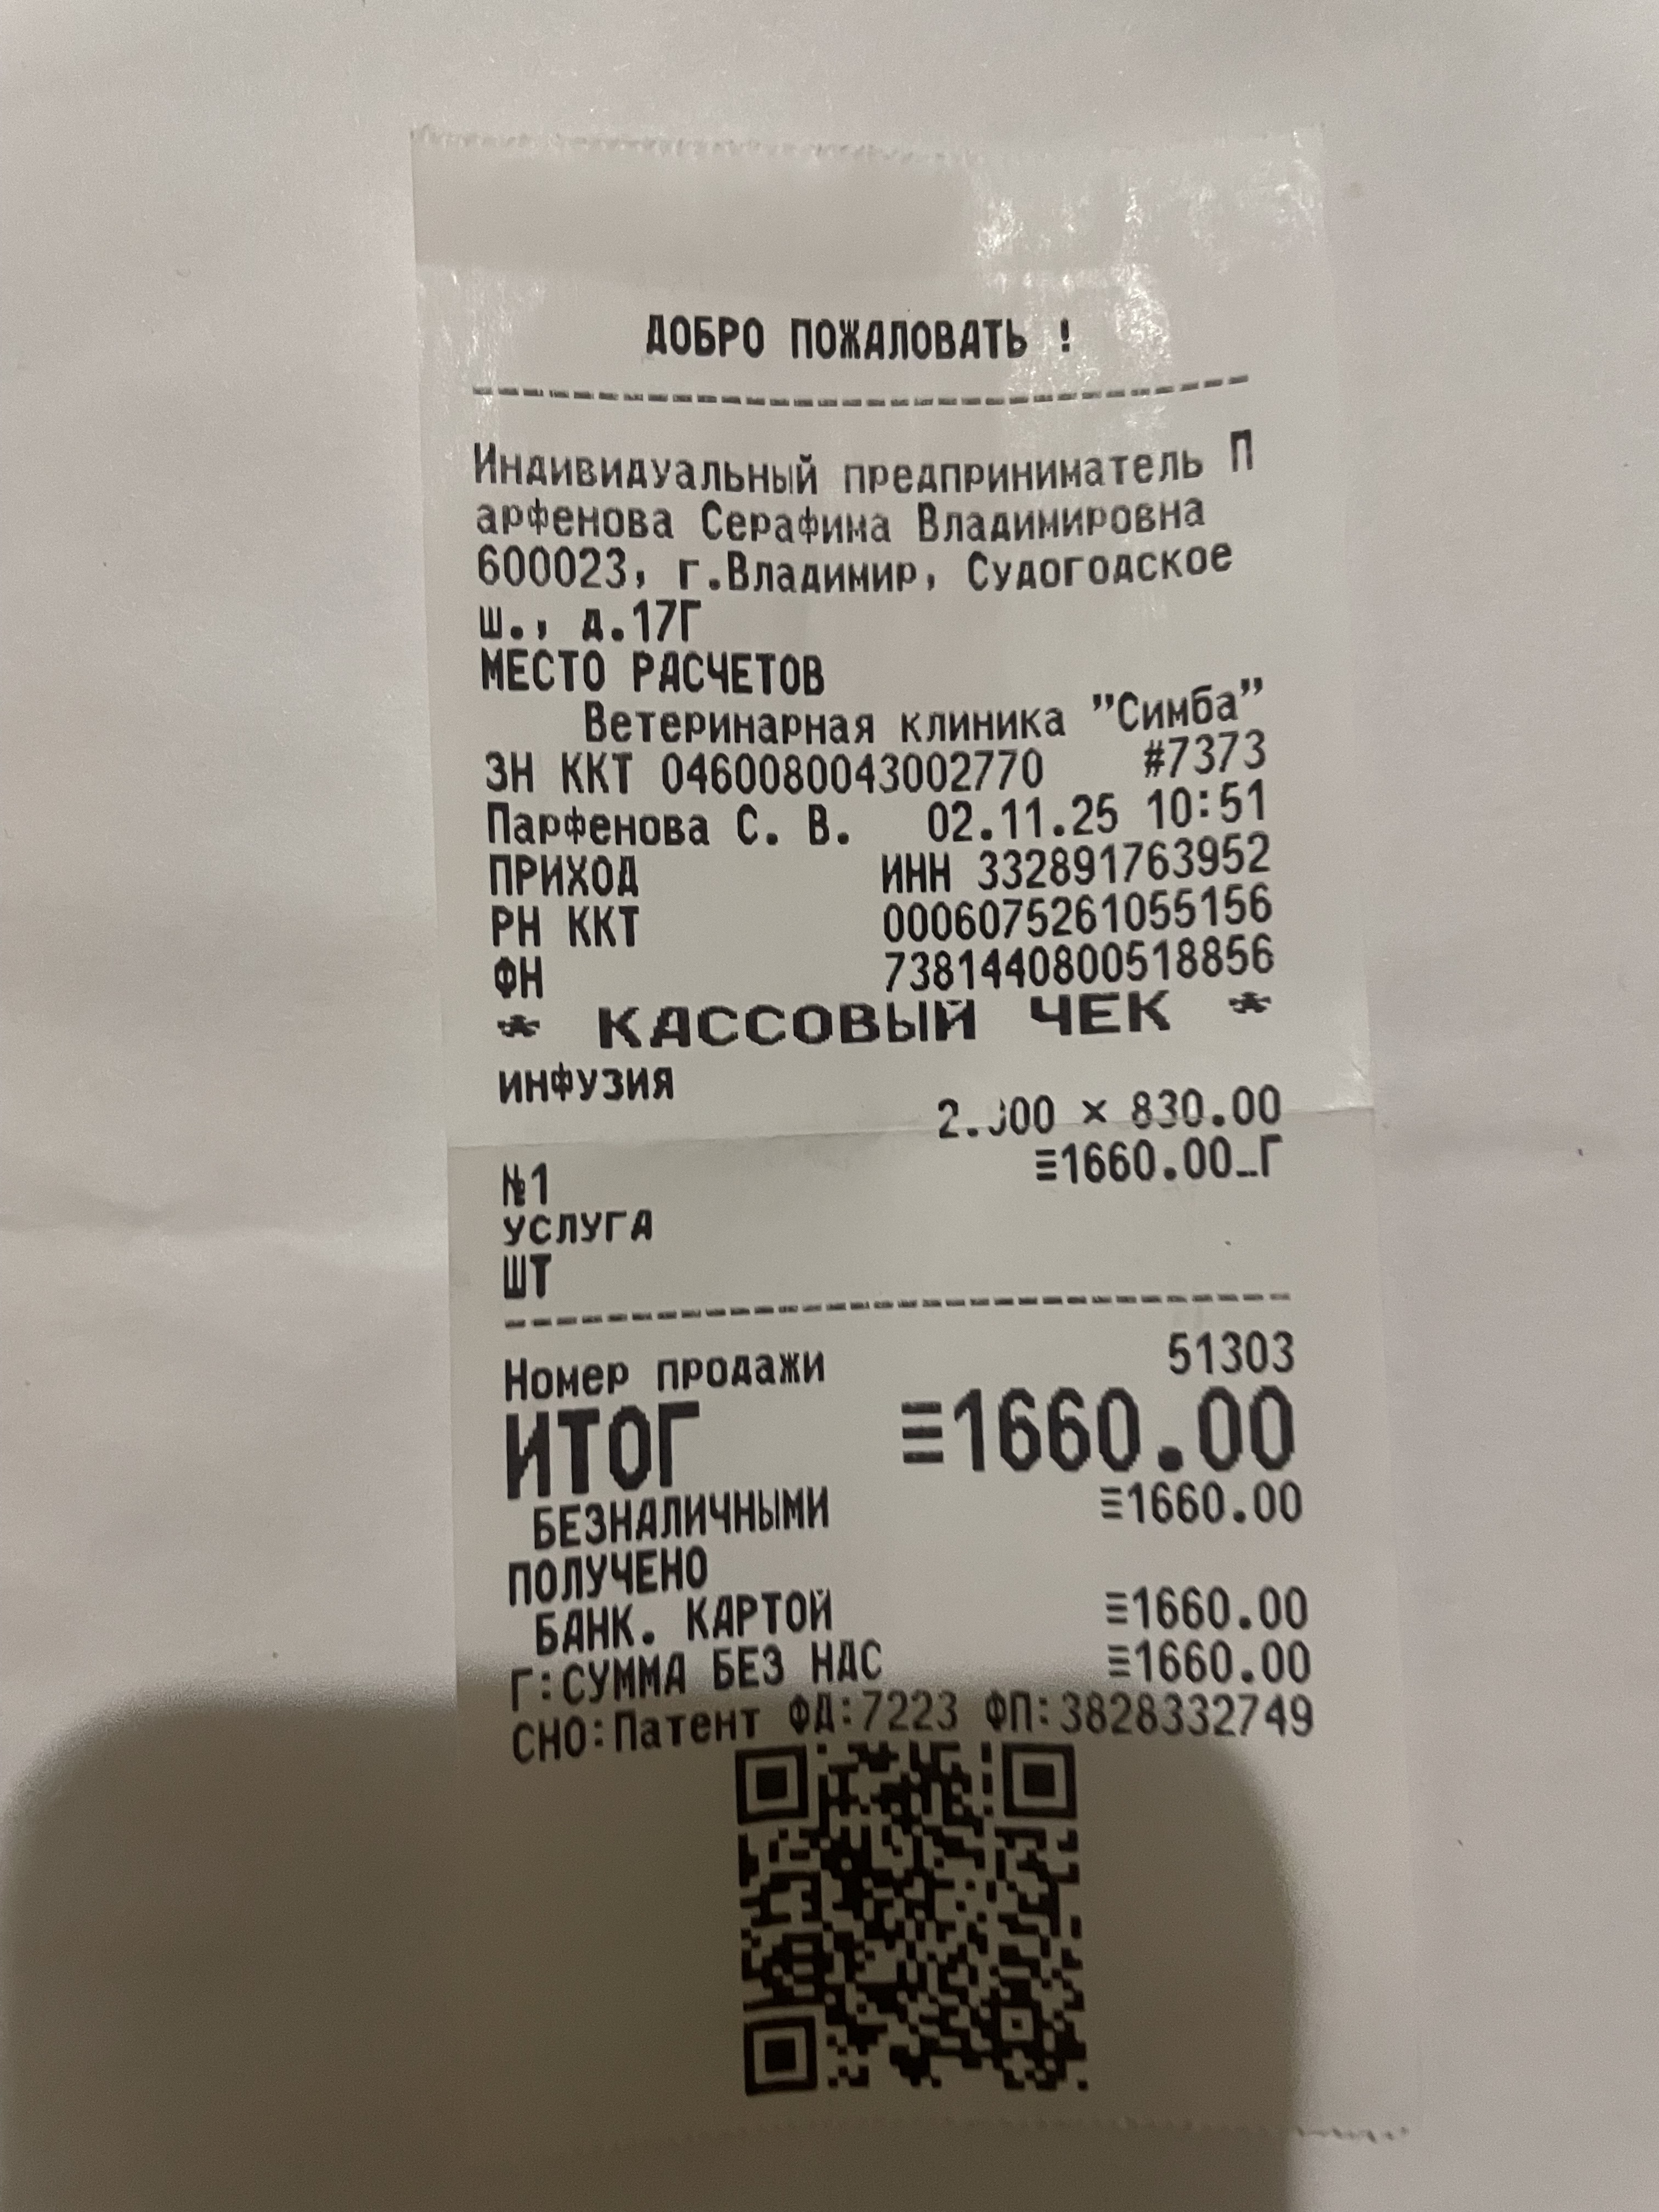 ДОБРО ПОЖАЛОВАТЬ !
Индивидуальный предприниматель П
арфенова Серафима Владимировна
600023, г.Владимир, Судогодское
ш., д.17Г
МЕСТО РАСЧЕТОВ
Ветеринарная клиника "Симба"
ЗН ККТ 0460080043002770 #7373
Парфенова С. В. 02.11.25 10:51
ПРИХОД ИНН 332891763952
РН ККТ 0006075261055156
ФН 7381440800518856
* КАССОВЫЙ ЧЕК *
ИНФУЗИЯ
2.000 × 830.00
№1 ≡1660.00_Г
УСЛУГА
ШТ
Номер продажи 51303
ИТОГ ≡1660.00
БЕЗНАЛИЧНЫМИ ≡1660.00
ПОЛУЧЕНО
БАНК. КАРТОЙ ≡1660.00
Г:СУММА БЕЗ НДС ≡1660.00
СНО:Патент ФД:7223 ФП:3828332749